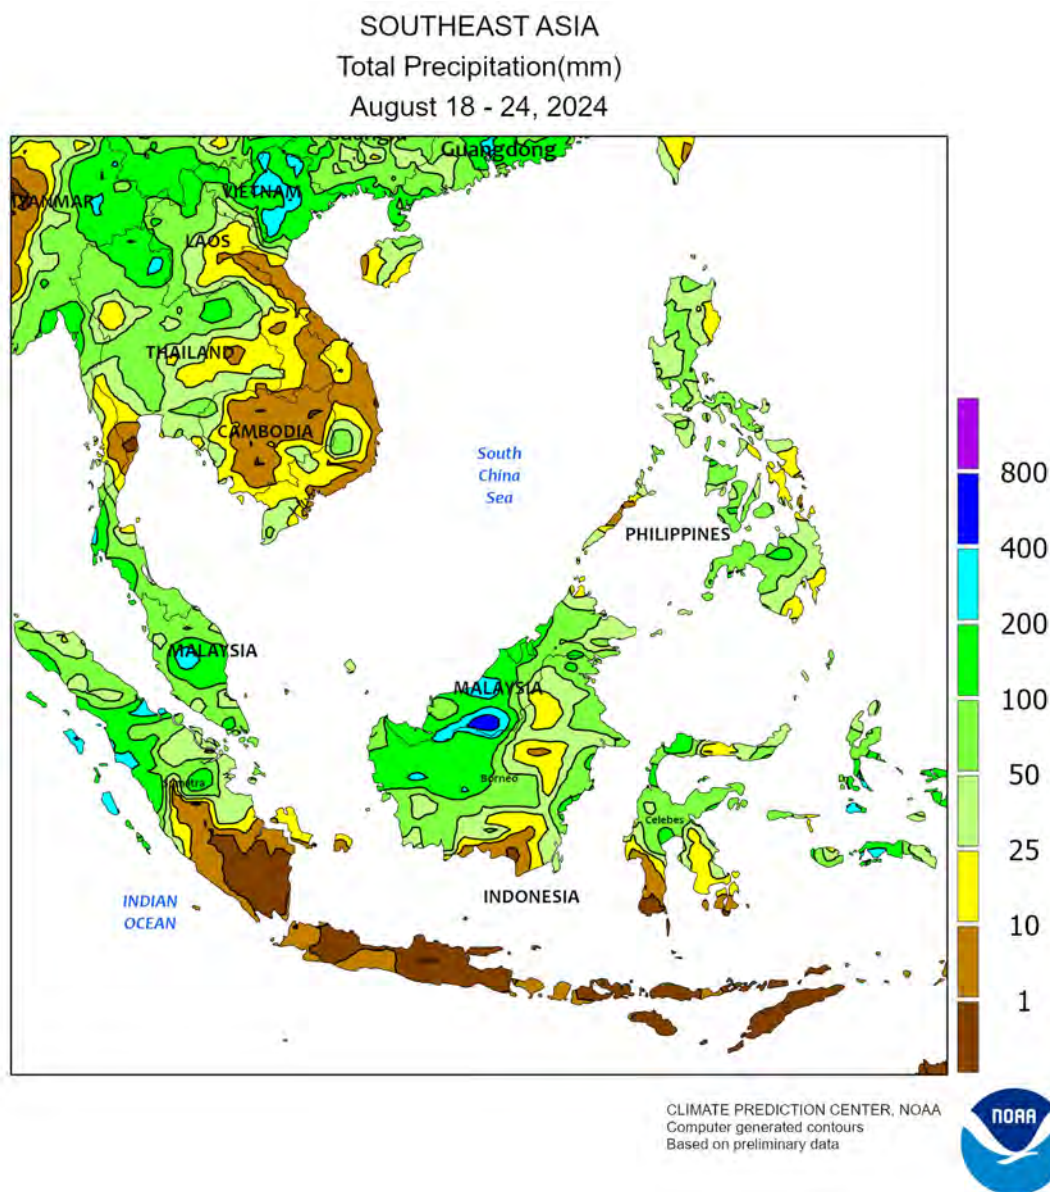 SOUTHEAST ASIA
Total Precipitation(mm)
August 18 - 24, 2024
Guangdong
VIETNAM
LAOS
THAILAND
CAMBODIA
South
China
Sea
PHILIPPINES
MALAYSIA
MALAYSIA
Sumatra
Borneo
Celebes
INDONESIA
INDIAN
OCEAN
800
400
200
100
50
25
10
1
CLIMATE PREDICTION CENTER, NOAA
Computer generated contours
Based on preliminary data
NOAA